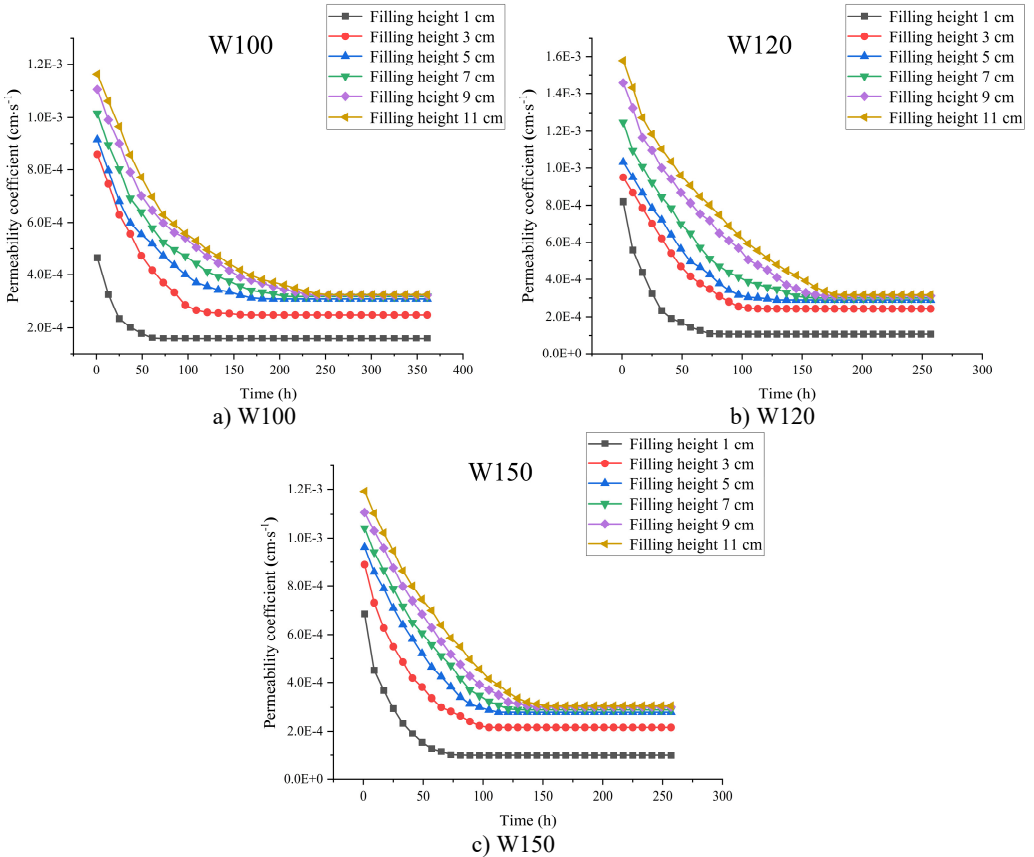 Filling height 1 cm
Filling height 3 cm
Filling height 5 cm
Filling height 7 cm
Filling height 9 cm
Filling height 11 cm
W100
Permeability coefficient (cm·s⁻¹)
1.2E-3
1.0E-3
8.0E-4
6.0E-4
4.0E-4
2.0E-4
0 50 100 150 200 250 300 350 400
Time (h)
a) W100
Filling height 1 cm
Filling height 3 cm
Filling height 5 cm
Filling height 7 cm
Filling height 9 cm
Filling height 11 cm
W120
Permeability coefficient (cm·s⁻¹)
1.6E-3
1.4E-3
1.2E-3
1.0E-3
8.0E-4
6.0E-4
4.0E-4
2.0E-4
0.0E+0
0 50 100 150 200 250 300
Time (h)
b) W120
Filling height 1 cm
Filling height 3 cm
Filling height 5 cm
Filling height 7 cm
Filling height 9 cm
Filling height 11 cm
W150
Permeability coefficient (cm·s⁻¹)
1.2E-3
1.0E-3
8.0E-4
6.0E-4
4.0E-4
2.0E-4
0.0E+0
0 50 100 150 200 250 300
Time (h)
c) W150